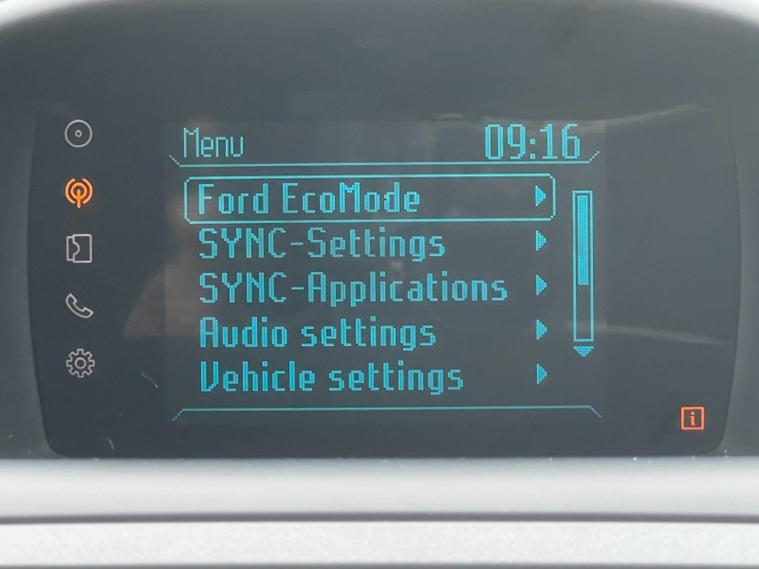 Menu 09:16
Ford EcoMode
SYNC-Settings
SYNC-Applications
Audio settings
Vehicle settings
i